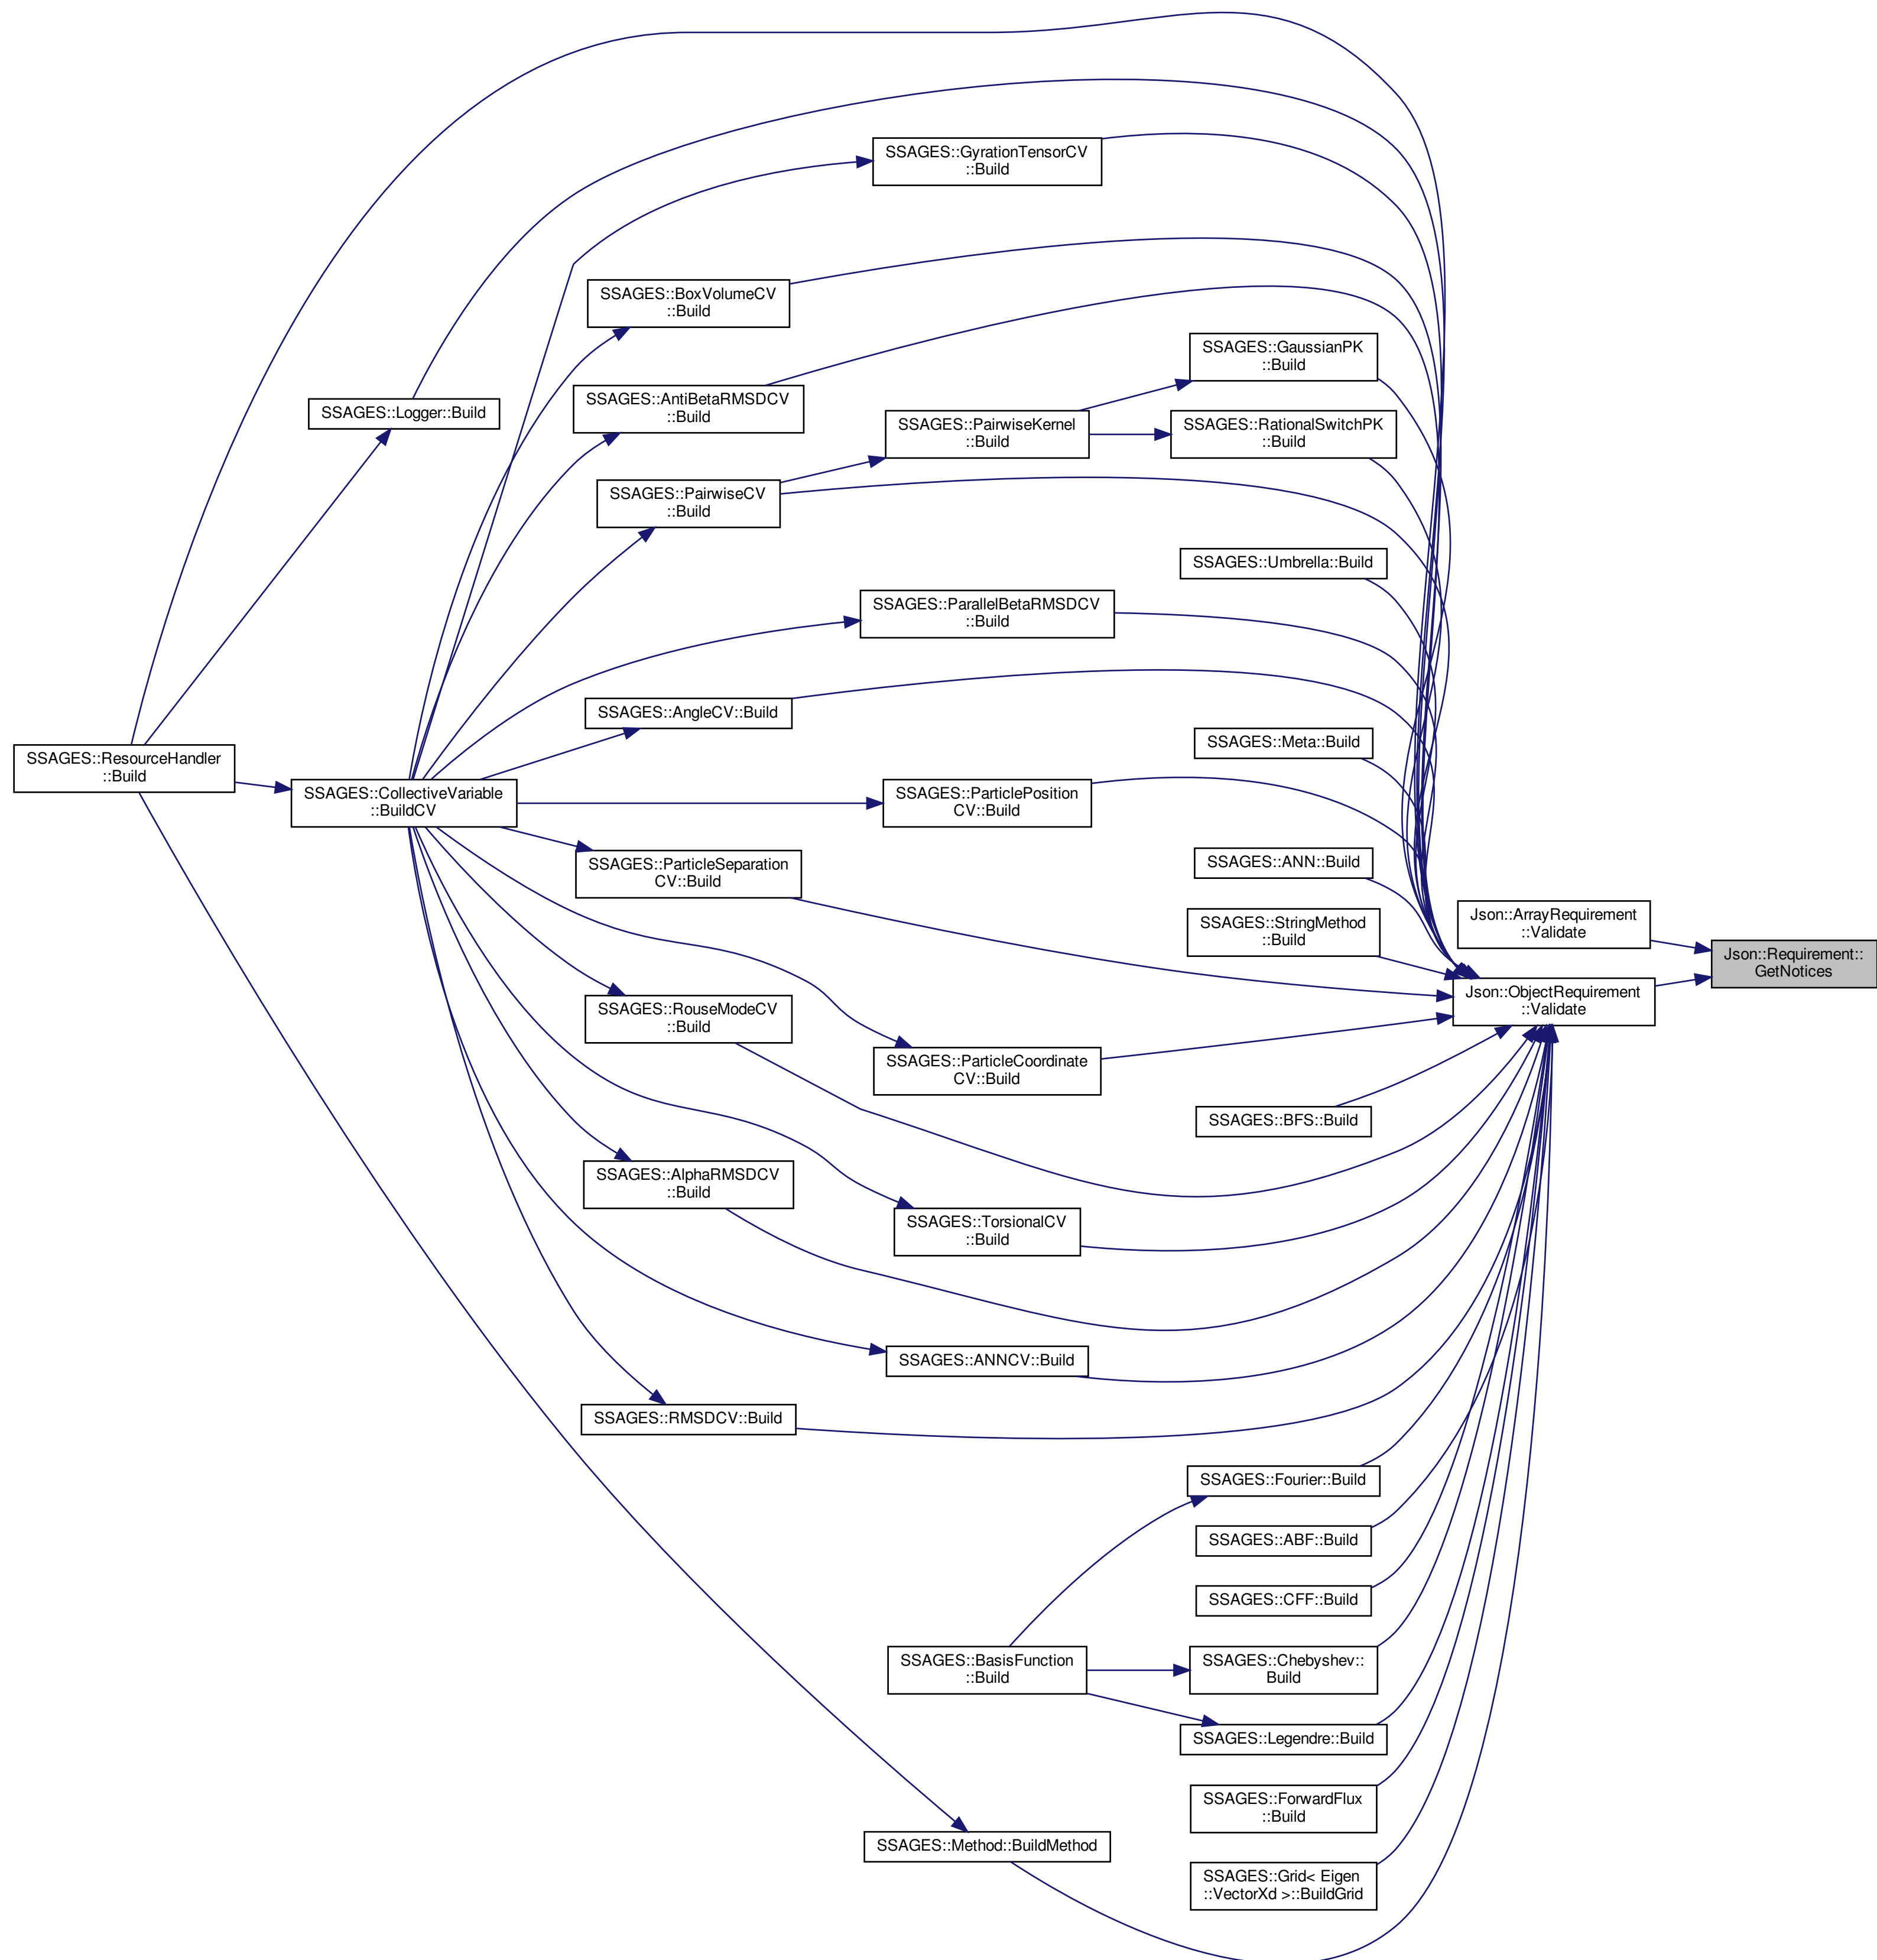 SSAGES::GyrationTensorCV
::Build
SSAGES::BoxVolumeCV
::Build
SSAGES::GaussianPK
::Build
SSAGES::AntiBetaRMSDCV
::Build
SSAGES::Logger::Build
SSAGES::PairwiseKernel
::Build
SSAGES::RationalSwitchPK
::Build
SSAGES::PairwiseCV
::Build
SSAGES::Umbrella::Build
SSAGES::ParallelBetaRMSDCV
::Build
SSAGES::AngleCV::Build
SSAGES::Meta::Build
SSAGES::ResourceHandler
::Build
SSAGES::CollectiveVariable
::BuildCV
SSAGES::ParticlePosition
CV::Build
SSAGES::ParticleSeparation
CV::Build
SSAGES::ANN::Build
SSAGES::StringMethod
::Build
Json::ArrayRequirement
::Validate
Json::Requirement::
GetNotices
Json::ObjectRequirement
::Validate
SSAGES::RouseModeCV
::Build
SSAGES::ParticleCoordinate
CV::Build
SSAGES::BFS::Build
SSAGES::AlphaRMSDCV
::Build
SSAGES::TorsionalCV
::Build
SSAGES::ANNCV::Build
SSAGES::RMSDCV::Build
SSAGES::Fourier::Build
SSAGES::ABF::Build
SSAGES::CFF::Build
SSAGES::BasisFunction
::Build
SSAGES::Chebyshev::
Build
SSAGES::Legendre::Build
SSAGES::ForwardFlux
::Build
SSAGES::Method::BuildMethod
SSAGES::Grid< Eigen
::VectorXd >::BuildGrid